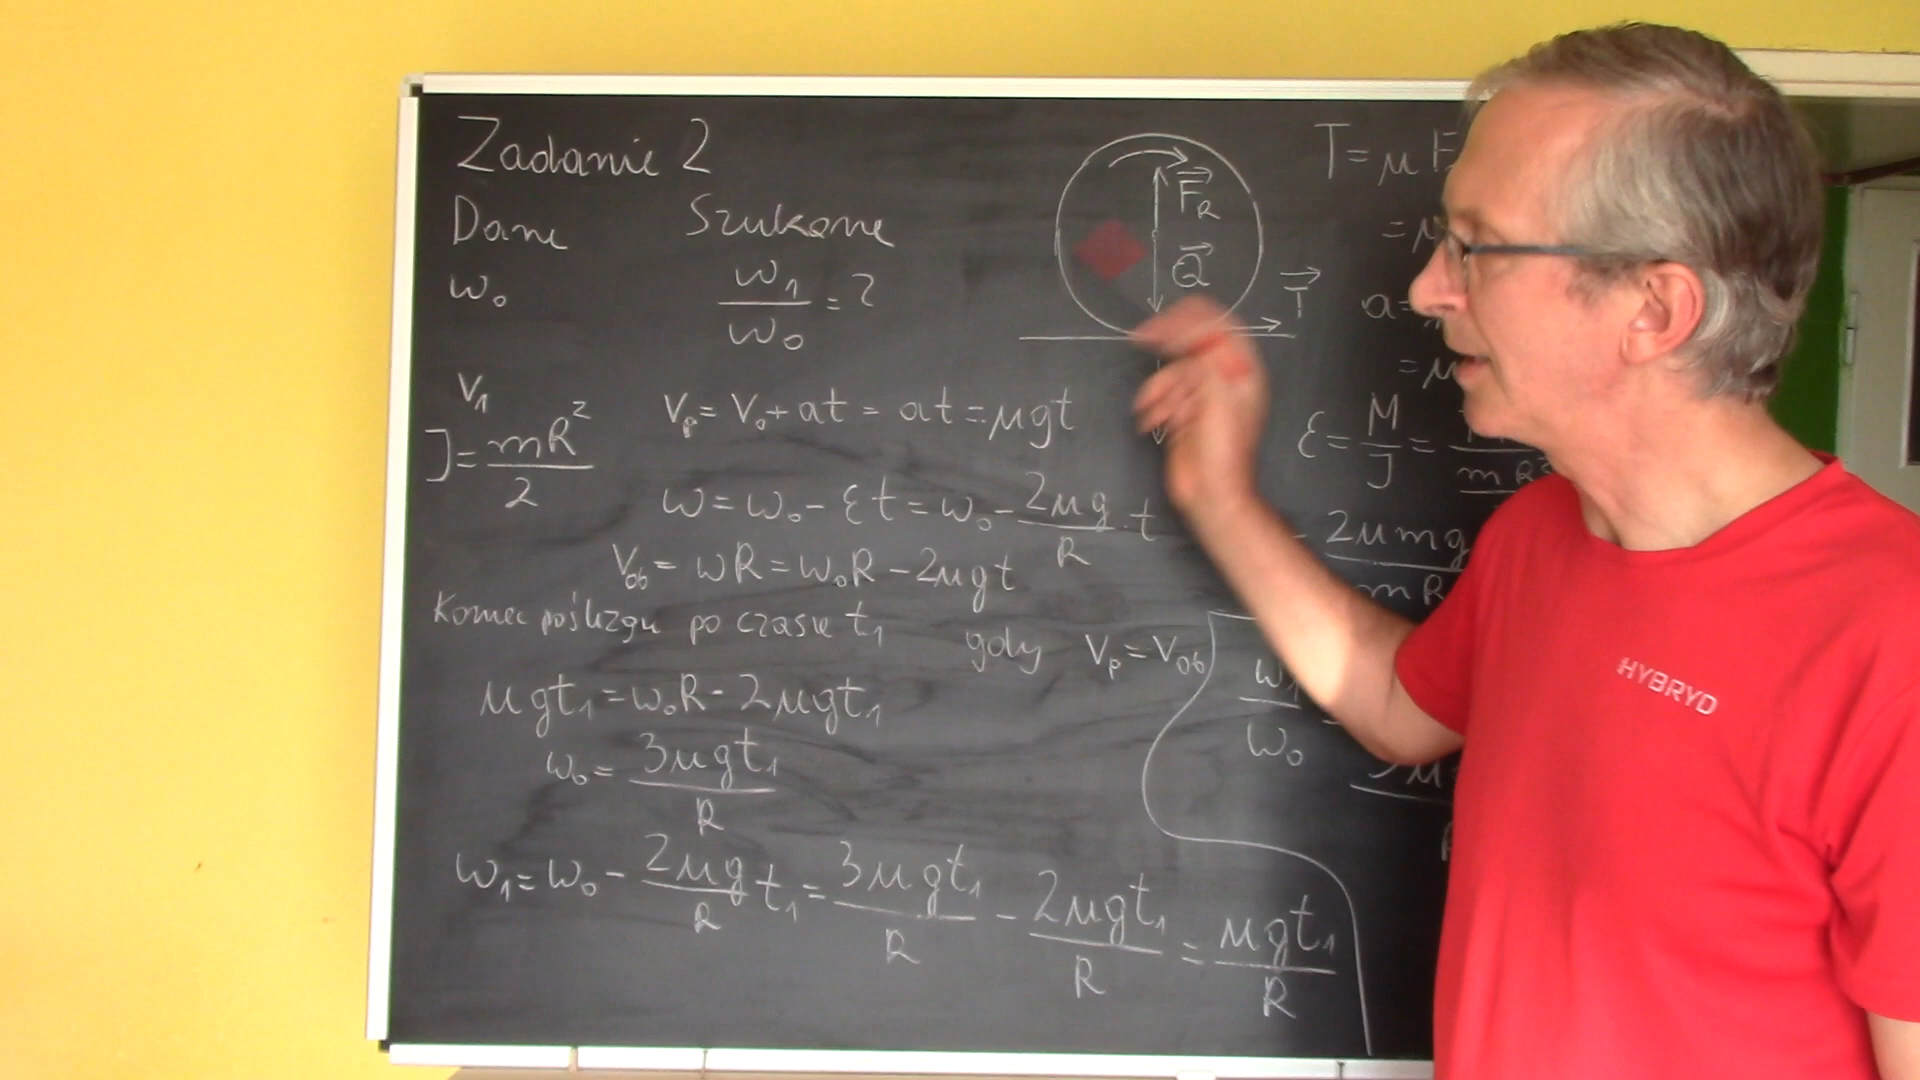 Zadanie 2
Dane Szukane
ω₀ ω₁/ω₀ = ?
F_R
Q
T
T = μ F
= μ
a =
= μ
v₁
J = mR²/2
v_p = v₀ + at = at = μgt
ε = M/J =
mR²
ω = ω₀ - εt = ω₀ - 2μg/R · t
2μmg
mR
v_ob = ωR = ω₀R - 2μgt
Koniec poślizgu po czasie t₁ gdy v_p = v_ob
ω₁/ω₀ =
μgt₁ = ω₀R - 2μgt₁
ω₀ = 3μgt₁/R
ω₁ = ω₀ - 2μg/R t₁ = 3μgt₁/R - 2μgt₁/R = μgt₁/R
HYBRYD